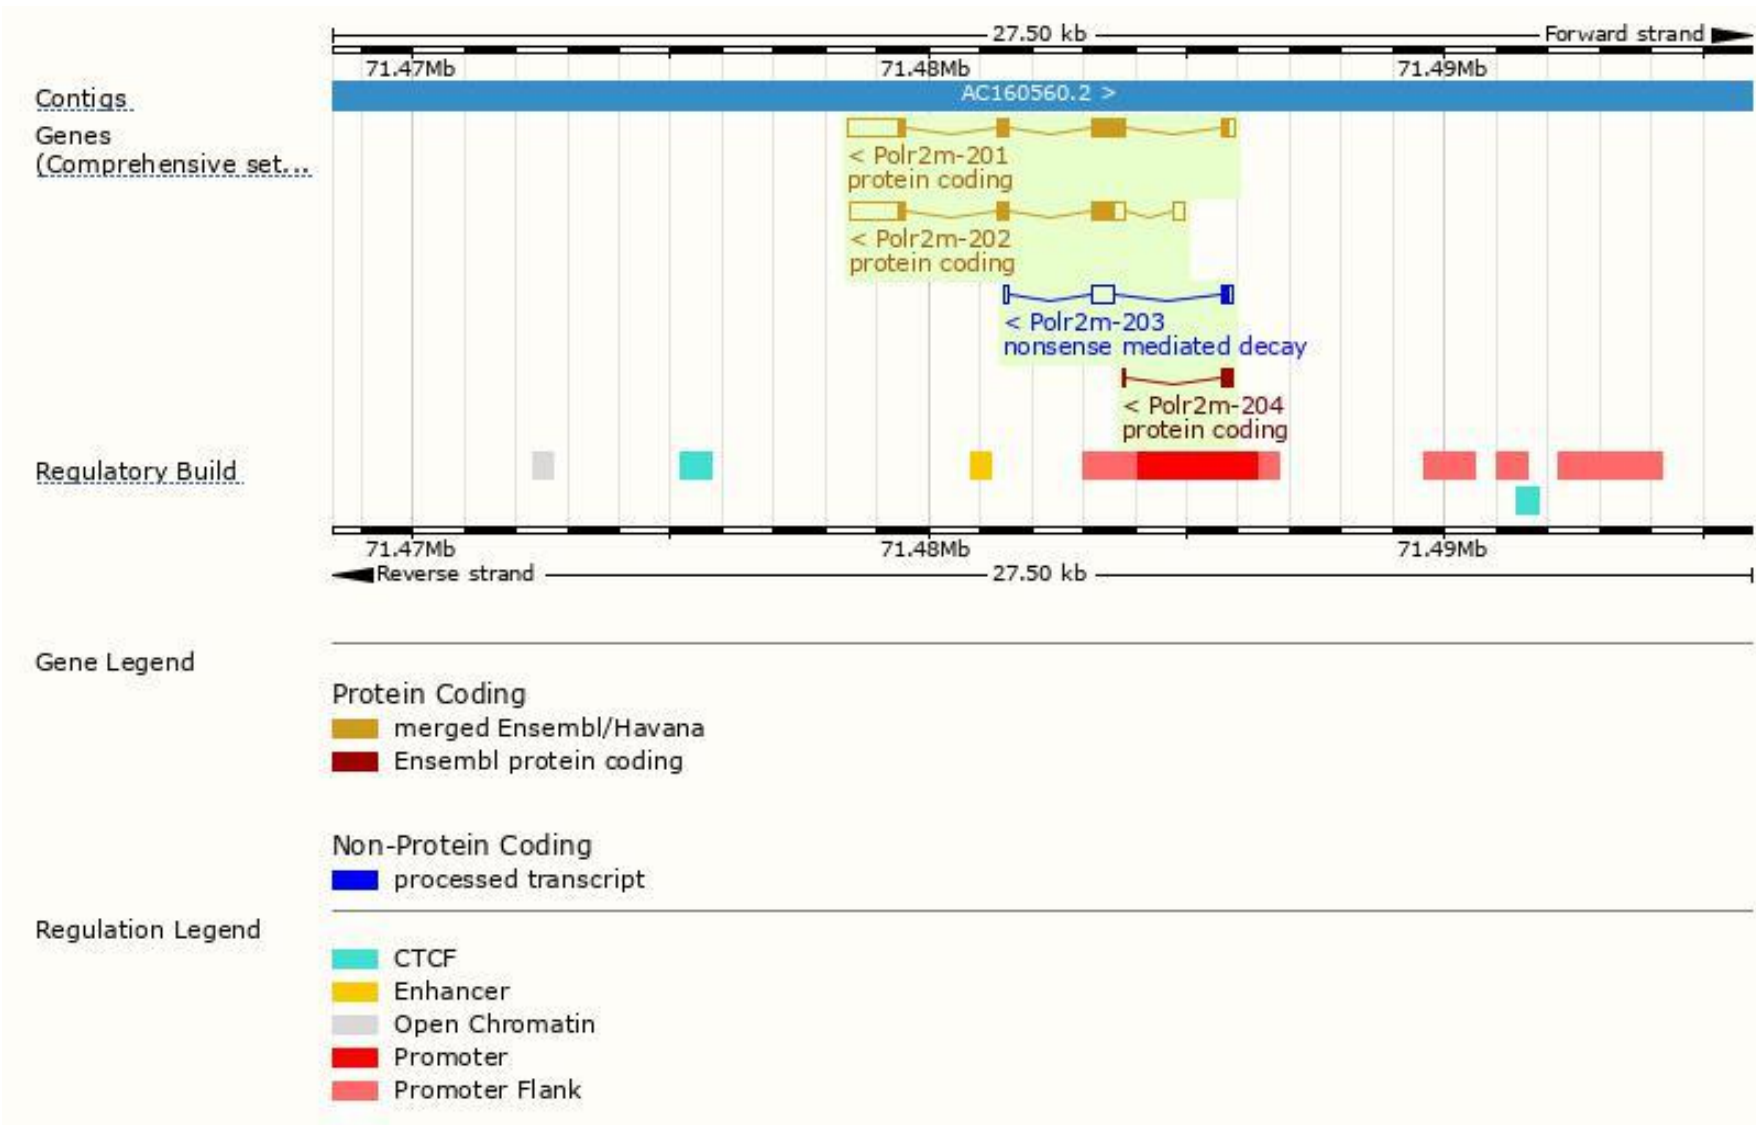 27.50 kb
Forward strand
71.47Mb 71.48Mb 71.49Mb
Contigs
AC160560.2 >
Genes
(Comprehensive set...
< Polr2m-201
protein coding
< Polr2m-202
protein coding
< Polr2m-203
nonsense mediated decay
< Polr2m-204
protein coding
Regulatory Build
71.47Mb 71.48Mb 71.49Mb
Reverse strand 27.50 kb
Gene Legend
Protein Coding
merged Ensembl/Havana
Ensembl protein coding
Non-Protein Coding
processed transcript
Regulation Legend
CTCF
Enhancer
Open Chromatin
Promoter
Promoter Flank